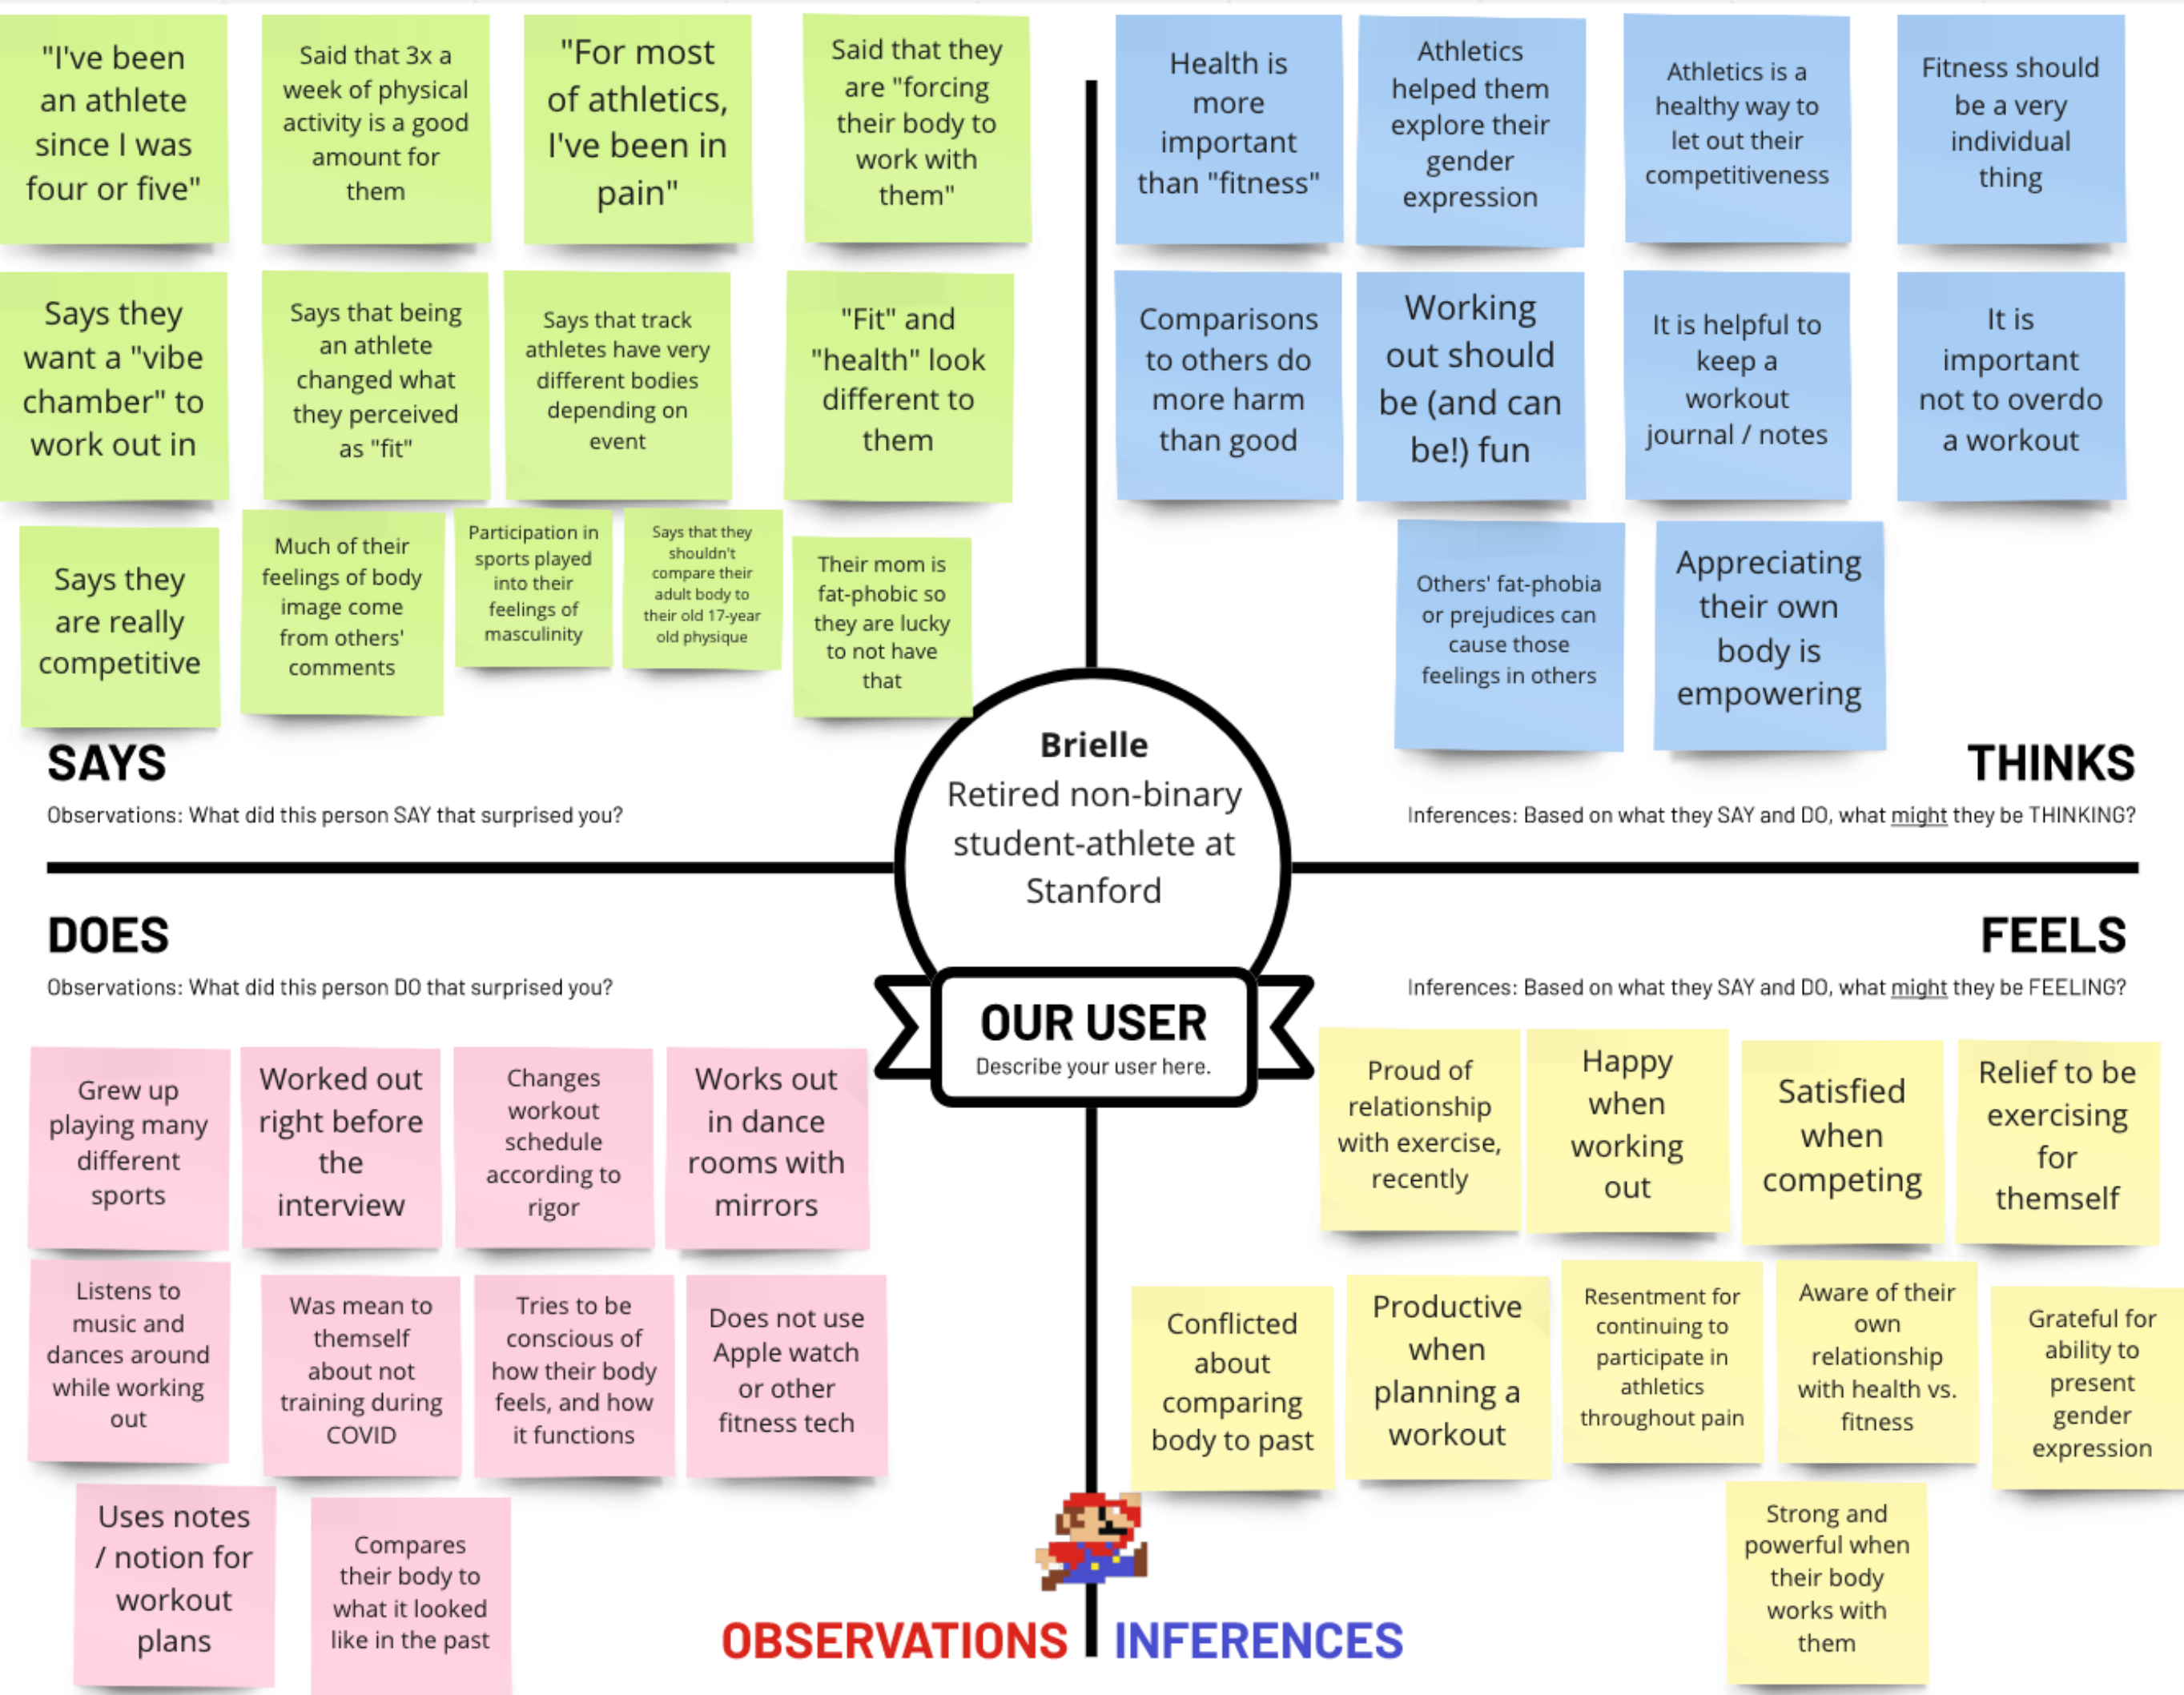 "I've been
an athlete
since I was
four or five"
Said that 3x a
week of physical
activity is a good
amount for
them
"For most
of athletics,
I've been in
pain"
Said that they
are "forcing
their body to
work with
them"
Says they
want a "vibe
chamber" to
work out in
Says that being
an athlete
changed what
they perceived
as "fit"
Says that track
athletes have very
different bodies
depending on
event
"Fit" and
"health" look
different to
them
Says they
are really
competitive
Much of their
feelings of body
image come
from others'
comments
Participation in
sports played
into their
feelings of
masculinity
Says that they
shouldn't
compare their
adult body to
their old 17-year
old physique
Their mom is
fat-phobic so
they are lucky
to not have
that
SAYS
Observations: What did this person SAY that surprised you?
Health is
more
important
than "fitness"
Athletics
helped them
explore their
gender
expression
Athletics is a
healthy way to
let out their
competitiveness
Fitness should
be a very
individual
thing
Comparisons
to others do
more harm
than good
Working
out should
be (and can
be!) fun
It is helpful to
keep a
workout
journal / notes
It is
important
not to overdo
a workout
Others' fat-phobia
or prejudices can
cause those
feelings in others
Appreciating
their own
body is
empowering
THINKS
Inferences: Based on what they SAY and DO, what might they be THINKING?
Brielle
Retired non-binary
student-athlete at
Stanford
OUR USER
Describe your user here.
DOES
Observations: What did this person DO that surprised you?
Grew up
playing many
different
sports
Worked out
right before
the
interview
Changes
workout
schedule
according to
rigor
Works out
in dance
rooms with
mirrors
Listens to
music and
dances around
while working
out
Was mean to
themself
about not
training during
COVID
Tries to be
conscious of
how their body
feels, and how
it functions
Does not use
Apple watch
or other
fitness tech
Uses notes
/ notion for
workout
plans
Compares
their body to
what it looked
like in the past
FEELS
Inferences: Based on what they SAY and DO, what might they be FEELING?
Proud of
relationship
with exercise,
recently
Happy
when
working
out
Satisfied
when
competing
Relief to be
exercising
for
themself
Conflicted
about
comparing
body to past
Productive
when
planning a
workout
Resentment for
continuing to
participate in
athletics
throughout pain
Aware of their
own
relationship
with health vs.
fitness
Grateful for
ability to
present
gender
expression
Strong and
powerful when
their body
works with
them
OBSERVATIONS
INFERENCES